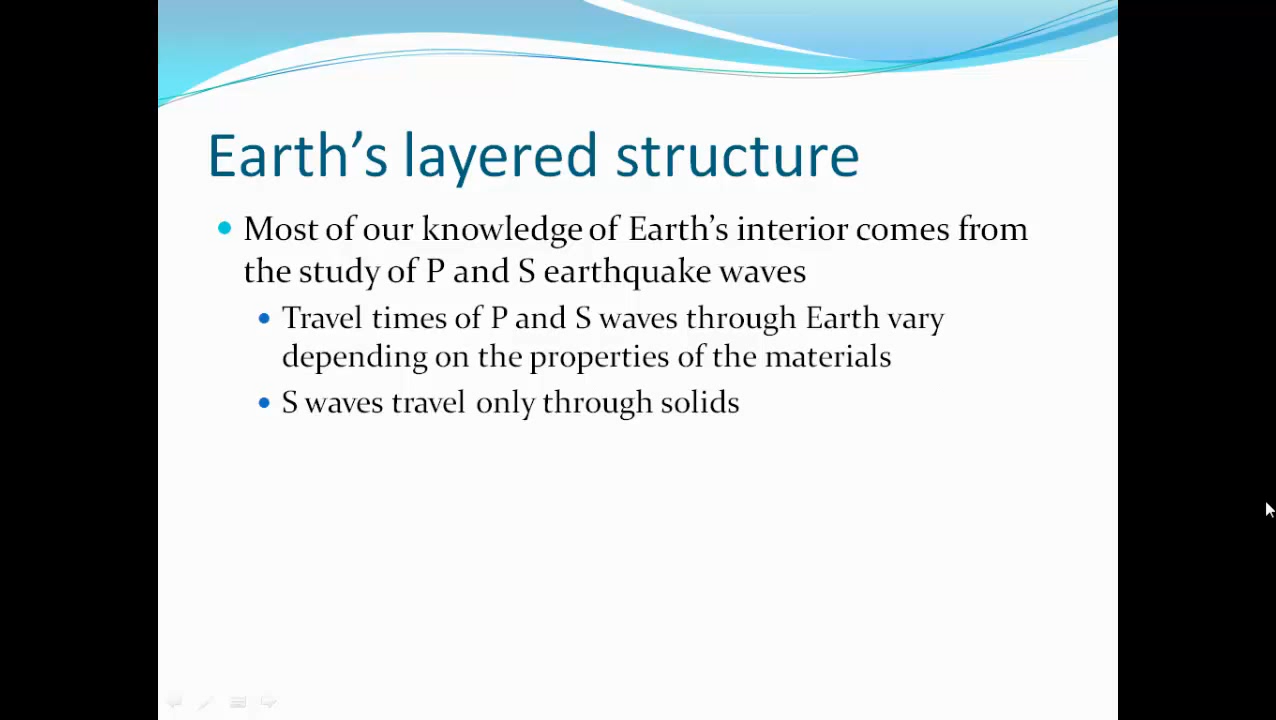 Earth’s layered structure
Most of our knowledge of Earth’s interior comes from
the study of P and S earthquake waves
Travel times of P and S waves through Earth vary
depending on the properties of the materials
S waves travel only through solids